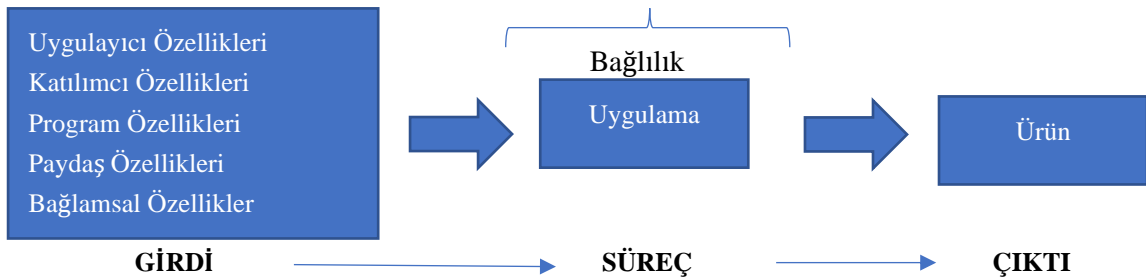 Uygulayıcı Özellikleri
Katılımcı Özellikleri
Program Özellikleri
Paydaş Özellikleri
Bağlamsal Özellikler
Bağlılık
Uygulama
Ürün
GİRDİ
SÜREÇ
ÇIKTI